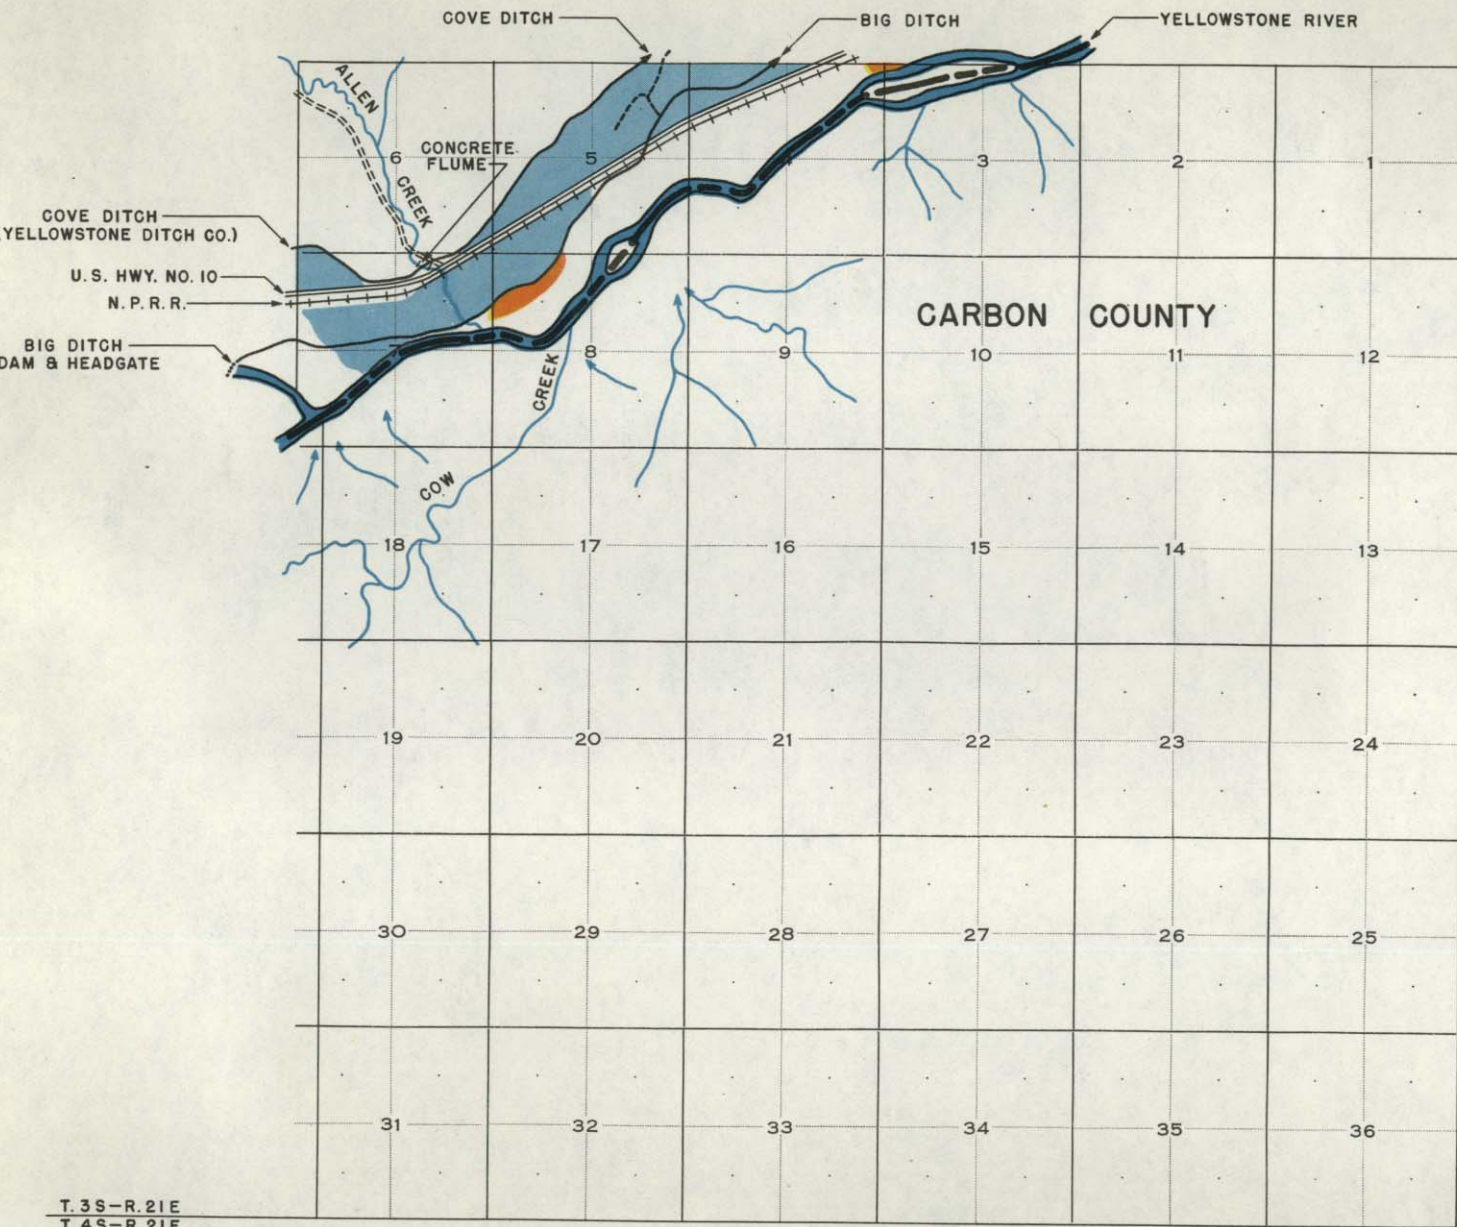 COVE DITCH
BIG DITCH
YELLOWSTONE RIVER
ALLEN
CREEK
CONCRETE
FLUME
6
5
3
2
1
COVE DITCH
(YELLOWSTONE DITCH CO.)
U.S. HWY. NO. 10
N. P. R. R.
BIG DITCH
DAM & HEADGATE
CARBON COUNTY
7
8
9
10
11
12
COW
CREEK
18
17
16
15
14
13
19
20
21
22
23
24
30
29
28
27
26
25
31
32
33
34
35
36
T. 3 S - R. 21 E
T. 4 S - R. 21 E